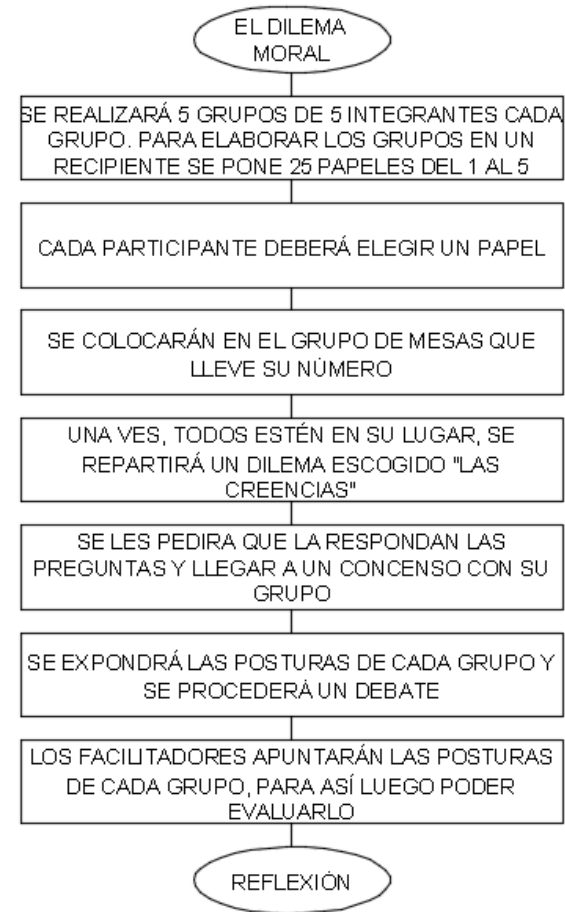 EL DILEMA
MORAL
SE REALIZARÁ 5 GRUPOS DE 5 INTEGRANTES CADA
GRUPO. PARA ELABORAR LOS GRUPOS EN UN
RECIPIENTE SE PONE 25 PAPELES DEL 1 AL 5
CADA PARTICIPANTE DEBERÁ ELEGIR UN PAPEL
SE COLOCARÁN EN EL GRUPO DE MESAS QUE
LLEVE SU NÚMERO
UNA VES, TODOS ESTÉN EN SU LUGAR, SE
REPARTIRÁ UN DILEMA ESCOGIDO "LAS
CREENCIAS"
SE LES PEDIRA QUE LA RESPONDAN LAS
PREGUNTAS Y LLEGAR A UN CONCENSO CON SU
GRUPO
SE EXPONDRÁ LAS POSTURAS DE CADA GRUPO Y
SE PROCEDERÁ UN DEBATE
LOS FACILITADORES APUNTARÁN LAS POSTURAS
DE CADA GRUPO, PARA ASÍ LUEGO PODER
EVALUARLO
REFLEXIÓN